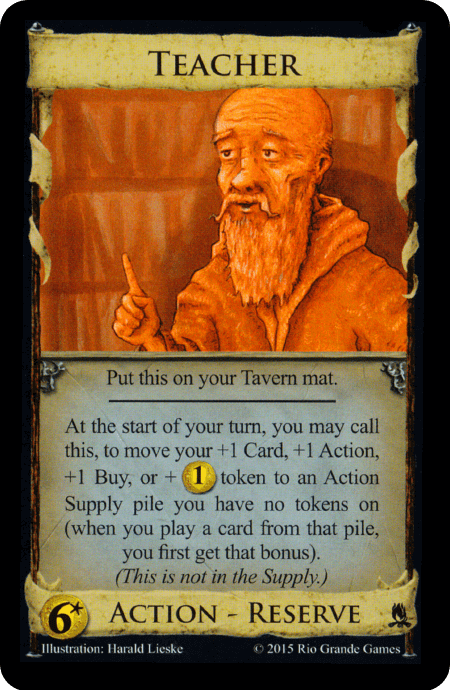 TEACHER
Put this on your Tavern mat.
At the start of your turn, you may call
this, to move your +1 Card, +1 Action,
+1 Buy, or + 1 token to an Action
Supply pile you have no tokens on
(when you play a card from that pile,
you first get that bonus).
(This is not in the Supply.)
6* ACTION - RESERVE
Illustration: Harald Lieske © 2015 Rio Grande Games